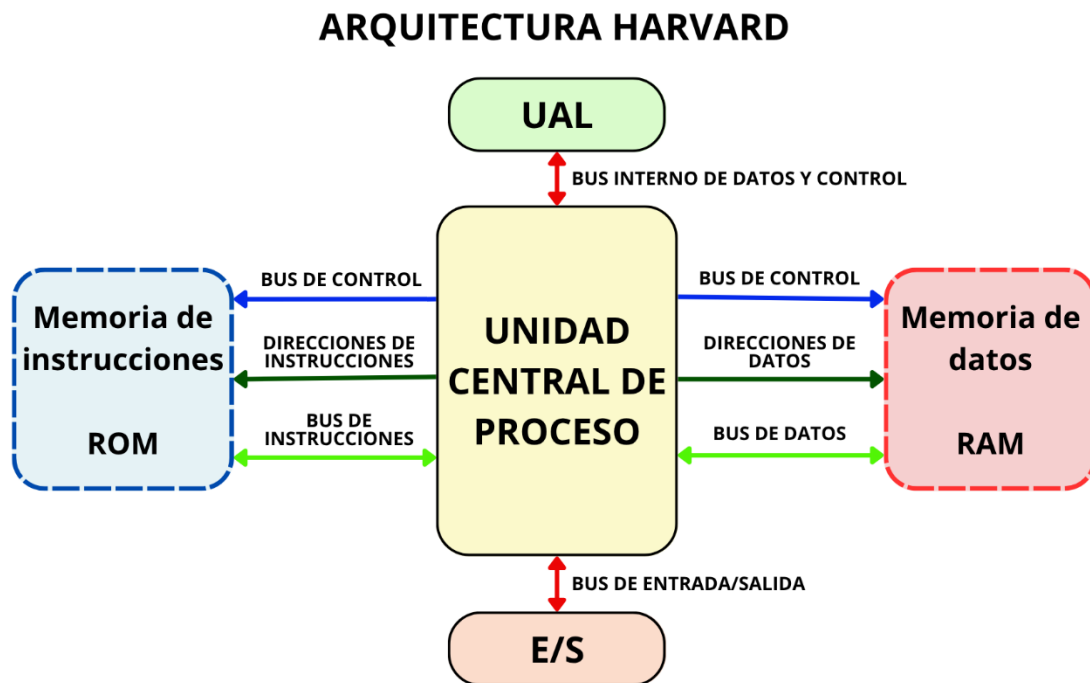 ARQUITECTURA HARVARD
UAL
BUS INTERNO DE DATOS Y CONTROL
BUS DE CONTROL
BUS DE CONTROL
Memoria de
instrucciones
ROM
DIRECCIONES DE
INSTRUCCIONES
BUS DE
INSTRUCCIONES
UNIDAD
CENTRAL DE
PROCESO
DIRECCIONES DE
DATOS
BUS DE DATOS
Memoria de
datos
RAM
BUS DE ENTRADA/SALIDA
E/S